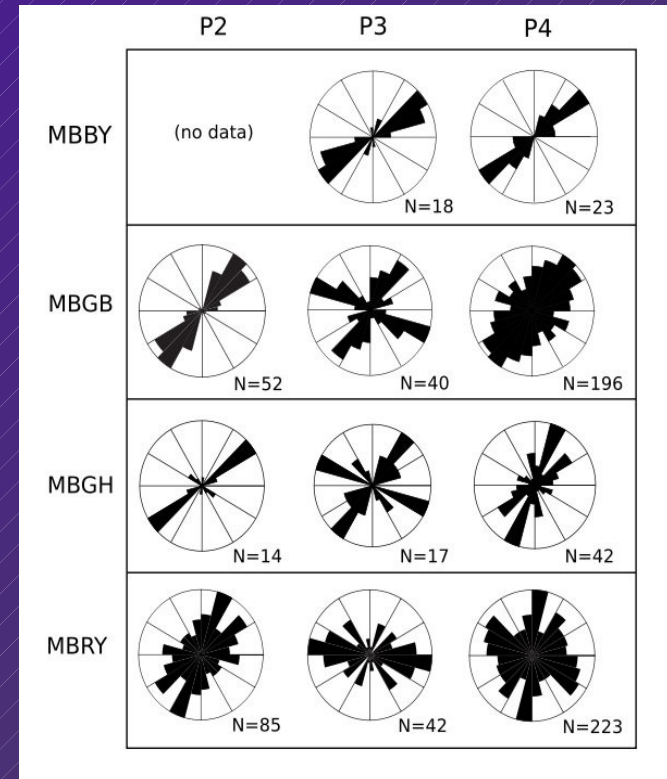 P2 P3 P4
MBBY (no data) N=18 N=23
MBGB N=52 N=40 N=196
MBGH N=14 N=17 N=42
MBRY N=85 N=42 N=223